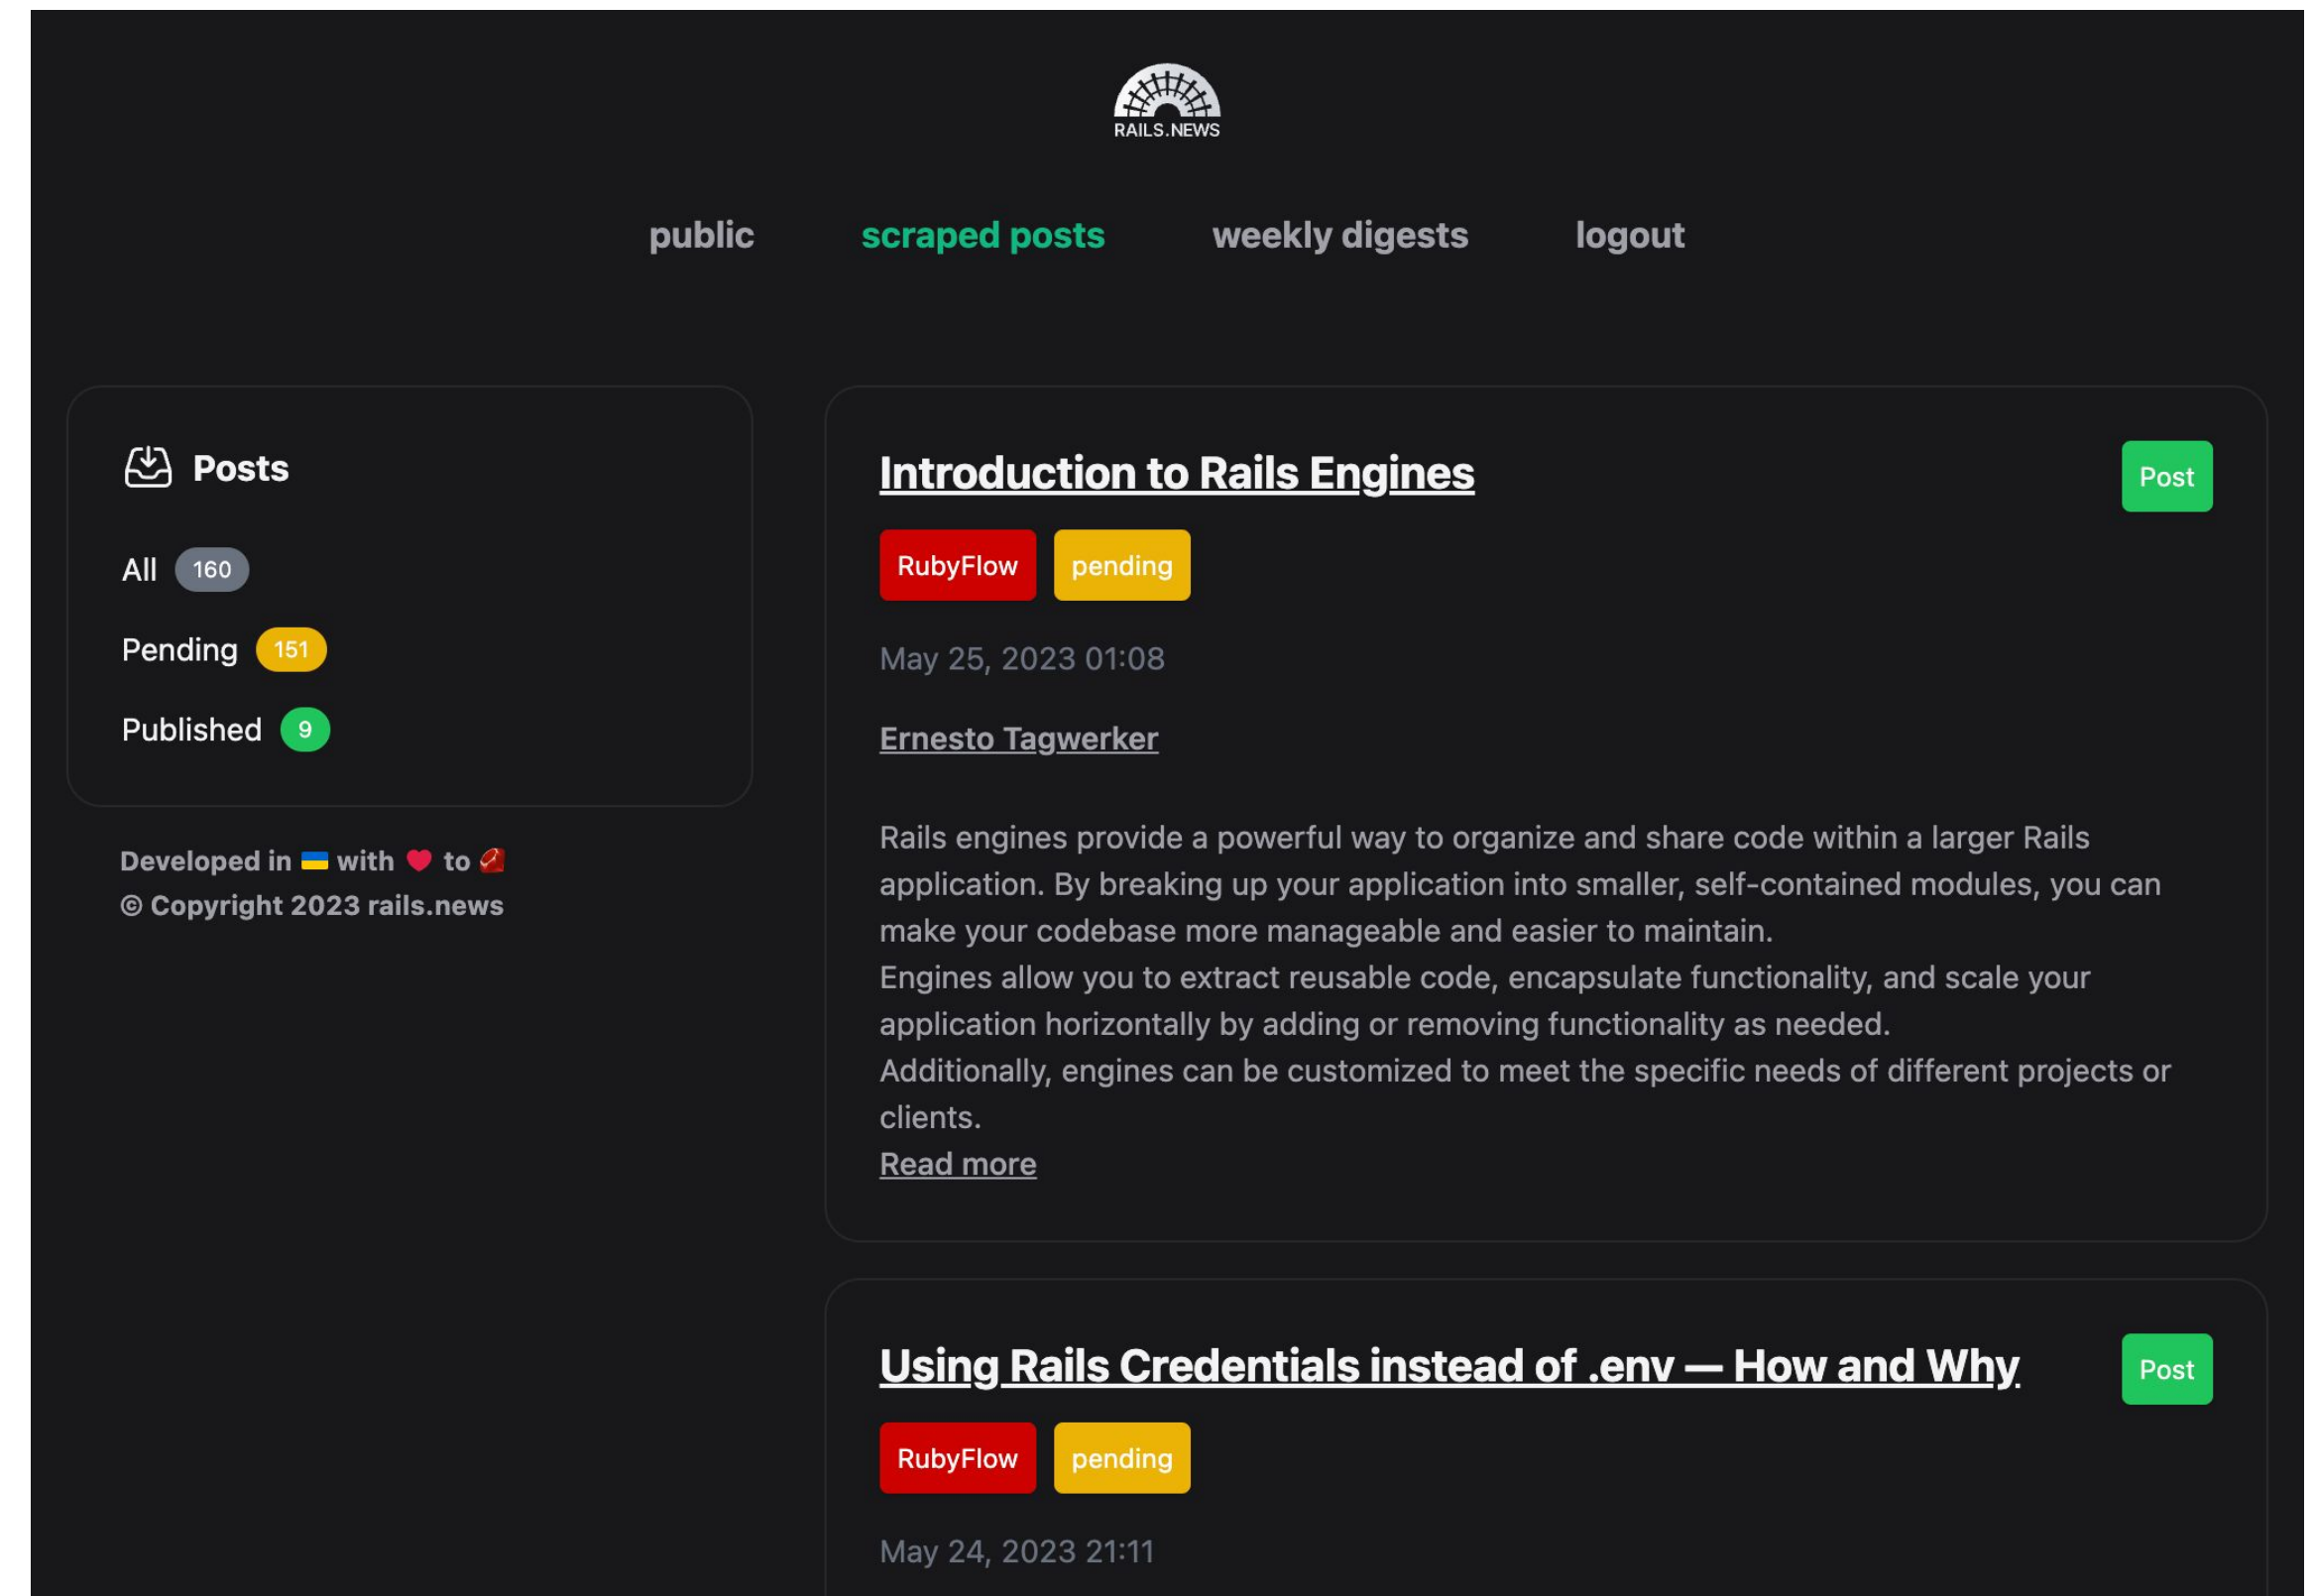 RAILS.NEWS
public scraped posts weekly digests logout
Posts
All 160
Pending 151
Published 9
Developed in 🇺🇦 with ❤️ to
© Copyright 2023 rails.news
Introduction to Rails Engines
Post
RubyFlow pending
May 25, 2023 01:08
Ernesto Tagwerker
Rails engines provide a powerful way to organize and share code within a larger Rails
application. By breaking up your application into smaller, self-contained modules, you can
make your codebase more manageable and easier to maintain.
Engines allow you to extract reusable code, encapsulate functionality, and scale your
application horizontally by adding or removing functionality as needed.
Additionally, engines can be customized to meet the specific needs of different projects or
clients.
Read more
Using Rails Credentials instead of .env — How and Why
Post
RubyFlow pending
May 24, 2023 21:11